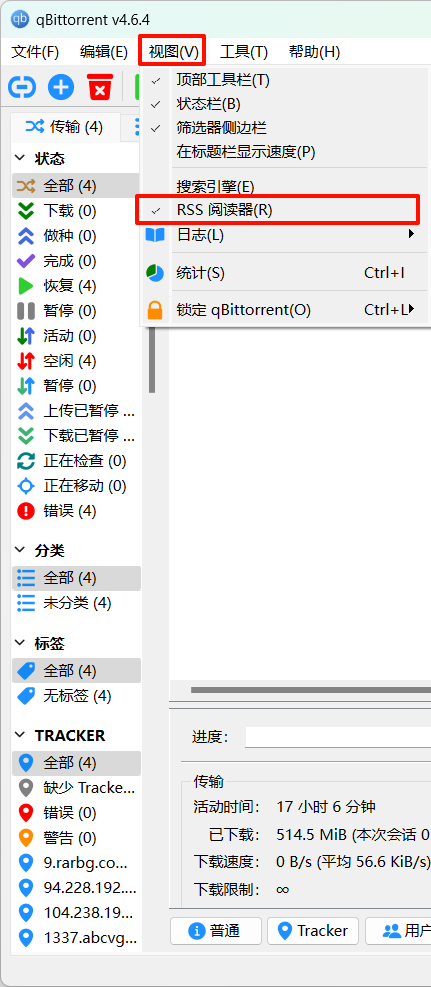 qBittorrent v4.6.4
文件(F) 编辑(E) 视图(V) 工具(T) 帮助(H)
顶部工具栏(T)
状态栏(B)
筛选器侧边栏
在标题栏显示速度(P)
搜索引擎(E)
RSS 阅读器(R)
日志(L)
统计(S) Ctrl+I
锁定 qBittorrent(O) Ctrl+L
传输 (4)
状态
全部 (4)
下载 (0)
做种 (0)
完成 (0)
恢复 (4)
暂停 (0)
活动 (0)
空闲 (4)
暂停 (0)
上传已暂停 ...
下载已暂停 ...
正在检查 (0)
正在移动 (0)
错误 (4)
分类
全部 (4)
未分类 (4)
标签
全部 (4)
无标签 (4)
TRACKER
全部 (4)
缺少 Tracke...
错误 (0)
警告 (0)
9.rarbg.co...
94.228.192....
104.238.19...
1337.abcvg...
进度:
传输
活动时间: 17 小时 6 分钟
已下载: 514.5 MiB (本次会话 0
下载速度: 0 B/s (平均 56.6 KiB/s)
下载限制: ∞
普通 Tracker 用户